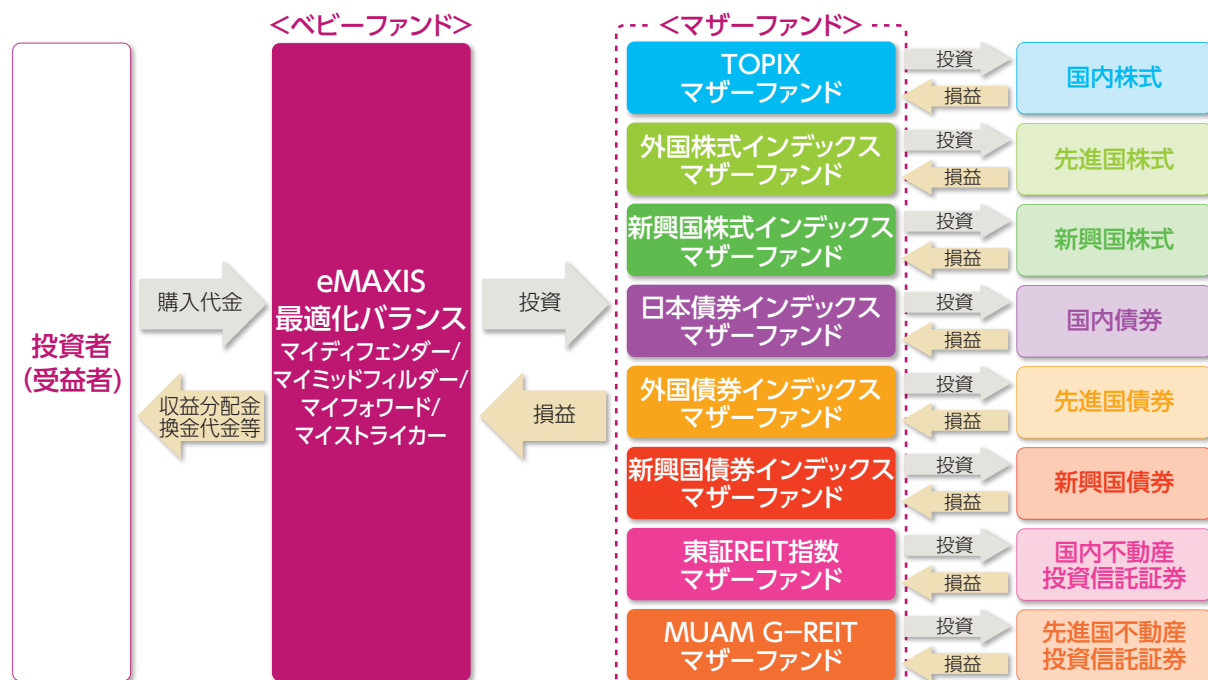 <ベビーファンド>
<マザーファンド>
投資者
(受益者)
購入代金
収益分配金
換金代金等
eMAXIS
最適化バランス
マイディフェンダー/
マイミッドフィルダー/
マイフォワード/
マイストライカー
投資
損益
TOPIX
マザーファンド
投資
損益
国内株式
外国株式インデックス
マザーファンド
投資
損益
先進国株式
新興国株式インデックス
マザーファンド
投資
損益
新興国株式
日本債券インデックス
マザーファンド
投資
損益
国内債券
外国債券インデックス
マザーファンド
投資
損益
先進国債券
新興国債券インデックス
マザーファンド
投資
損益
新興国債券
東証REIT指数
マザーファンド
投資
損益
国内不動産
投資信託証券
MUAM G−REIT
マザーファンド
投資
損益
先進国不動産
投資信託証券